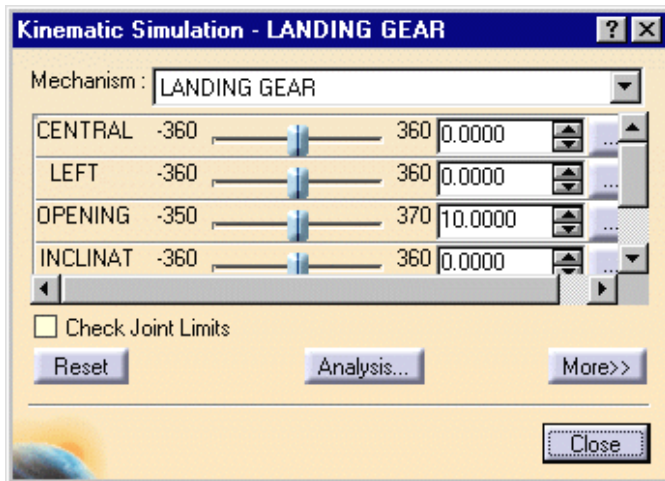 Kinematic Simulation - LANDING GEAR ? ×
Mechanism : LANDING GEAR
CENTRAL -360 360 0.0000 ...
LEFT -360 360 0.0000 ...
OPENING -350 370 10.0000 ...
INCLINAT -360 360 0.0000 ...
Check Joint Limits
Reset Analysis... More>>
Close